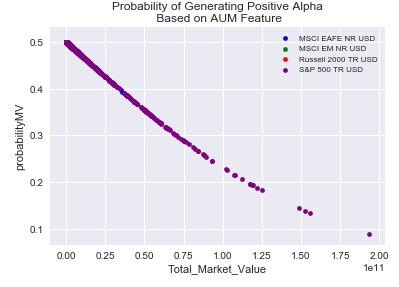 Probability of Generating Positive Alpha
Based on AUM Feature
MSCI EAFE NR USD
MSCI EM NR USD
Russell 2000 TR USD
S&P 500 TR USD
probabilityMV
0.5
0.4
0.3
0.2
0.1
0.00 0.25 0.50 0.75 1.00 1.25 1.50 1.75 2.00
1e11
Total_Market_Value